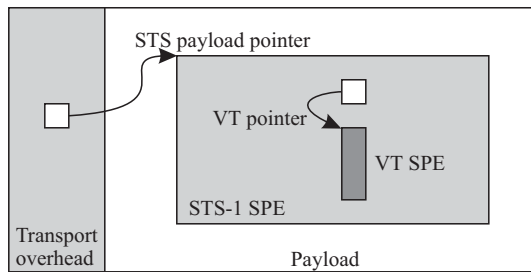 STS payload pointer
VT pointer
VT SPE
STS-1 SPE
Transport
overhead
Payload